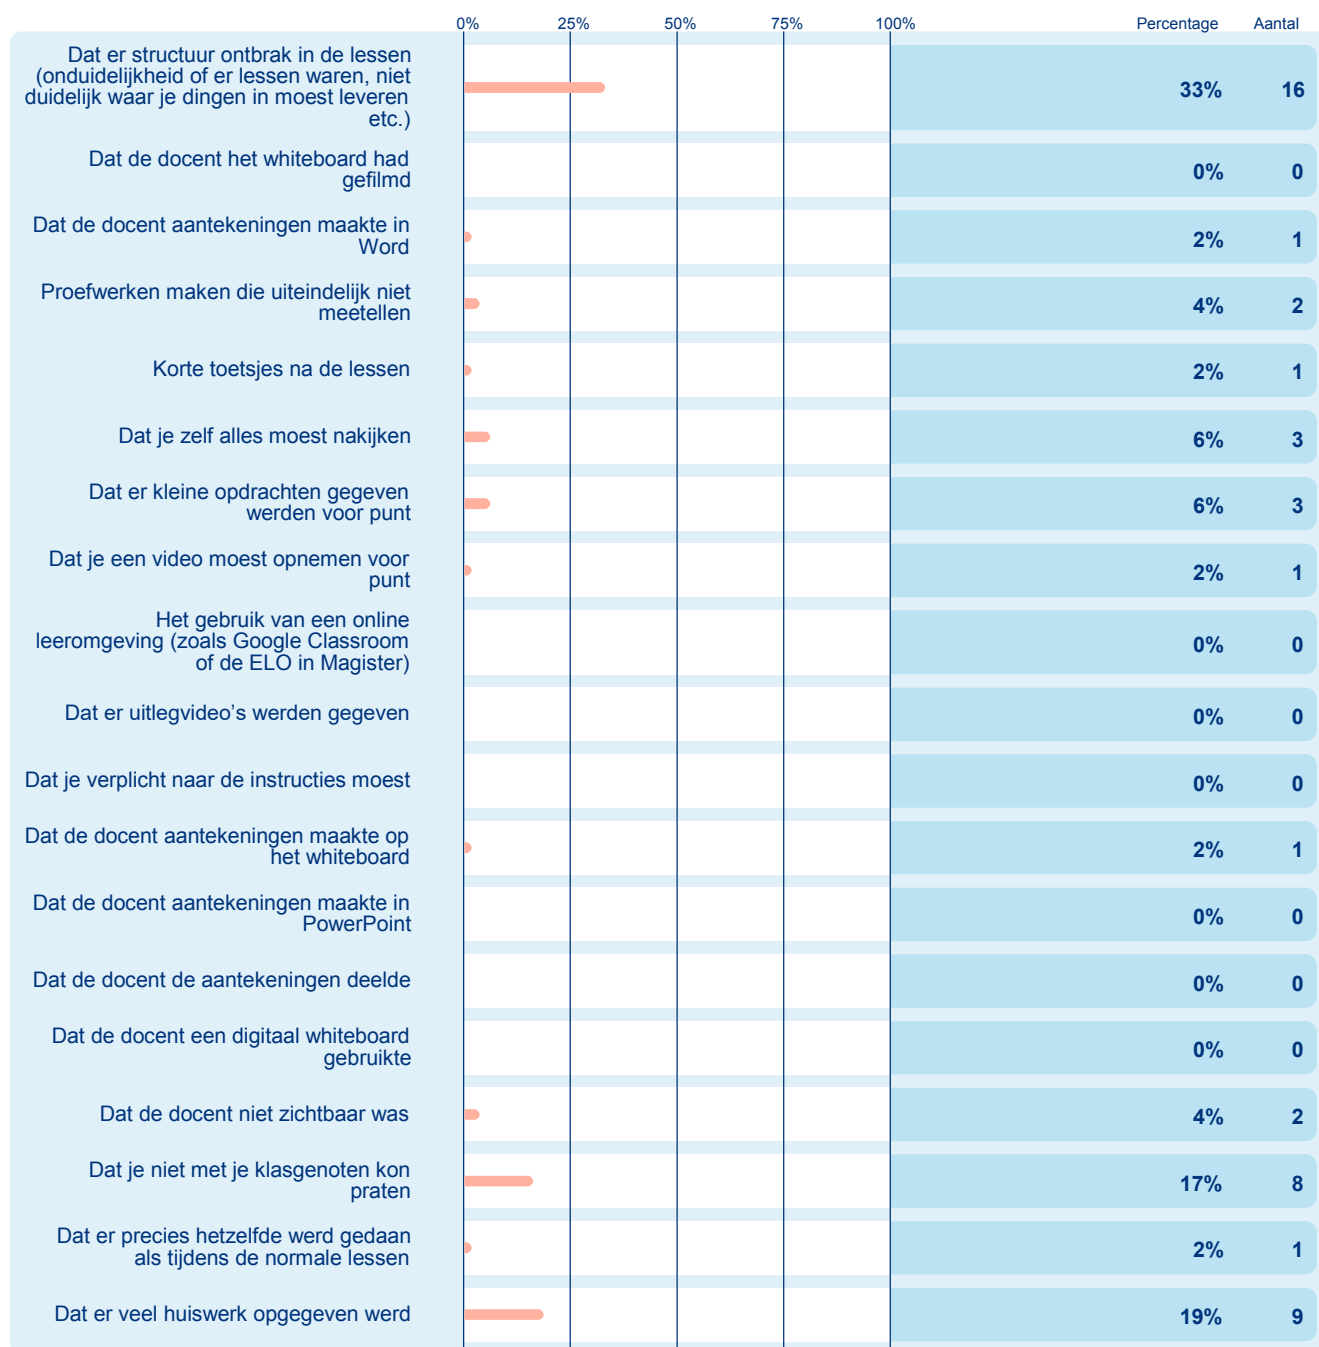 0% 25% 50% 75% 100% Percentage Aantal
Dat er structuur ontbrak in de lessen
(onduidelijkheid of er lessen waren, niet
duidelijk waar je dingen in moest leveren
etc.)
33% 16
Dat de docent het whiteboard had
gefilmd
0% 0
Dat de docent aantekeningen maakte in
Word
2% 1
Proefwerken maken die uiteindelijk niet
meetellen
4% 2
Korte toetsjes na de lessen
2% 1
Dat je zelf alles moest nakijken
6% 3
Dat er kleine opdrachten gegeven
werden voor punt
6% 3
Dat je een video moest opnemen voor
punt
2% 1
Het gebruik van een online
leeromgeving (zoals Google Classroom
of de ELO in Magister)
0% 0
Dat er uitlegvideo’s werden gegeven
0% 0
Dat je verplicht naar de instructies moest
0% 0
Dat de docent aantekeningen maakte op
het whiteboard
2% 1
Dat de docent aantekeningen maakte in
PowerPoint
0% 0
Dat de docent de aantekeningen deelde
0% 0
Dat de docent een digitaal whiteboard
gebruikte
0% 0
Dat de docent niet zichtbaar was
4% 2
Dat je niet met je klasgenoten kon
praten
17% 8
Dat er precies hetzelfde werd gedaan
als tijdens de normale lessen
2% 1
Dat er veel huiswerk opgegeven werd
19% 9